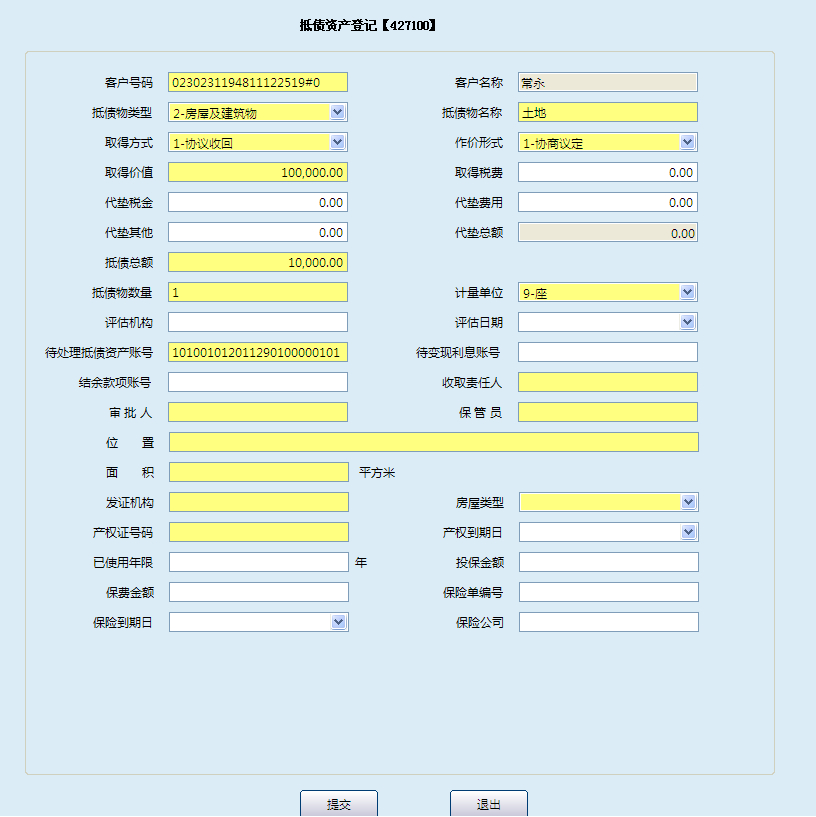 抵债资产登记【427100】
客户号码 0230231194811122519#0 客户名称 常永
抵债物类型 2-房屋及建筑物 抵债物名称 土地
取得方式 1-协议收回 作价形式 1-协商议定
取得价值 100,000.00 取得税费 0.00
代垫税金 0.00 代垫费用 0.00
代垫其他 0.00 代垫总额 0.00
抵债总额 10,000.00
抵债物数量 1 计量单位 9-座
评估机构 评估日期
待处理抵债资产账号 101001012011290100000101 待变现利息账号
结余款项账号 收取责任人
审 批 人 保 管 员
位 置
面 积 平方米
发证机构 房屋类型
产权证号码 产权到期日
已使用年限 年 投保金额
保费金额 保险单编号
保险到期日 保险公司
提交 退出